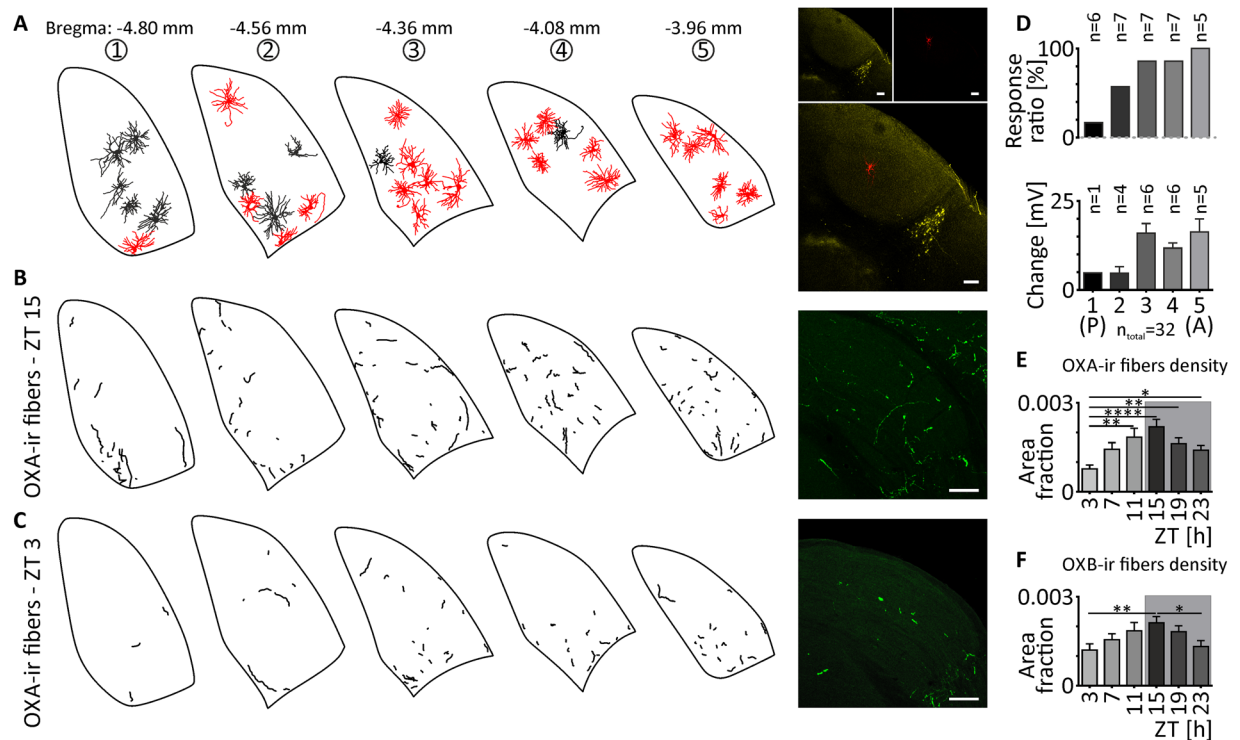 A
Bregma: -4.80 mm
-4.56 mm
-4.36 mm
-4.08 mm
-3.96 mm
① ② ③ ④ ⑤
B
OXA-ir fibers - ZT 15
C
OXA-ir fibers - ZT 3
D
n=6 n=7 n=7 n=7 n=5
Response
ratio [%]
100
0
n=1 n=4 n=6 n=4 n=5
Change [mV]
25
0
1 2 3 4 5
(P) ntotal=32 (A)
E OXA-ir fibers density
Area
fraction
0.003
0
*
**
****
**
3 7 11 15 19 23
ZT [h]
F OXB-ir fibers density
Area
fraction
0.003
0
** *
3 7 11 15 19 23
ZT [h]